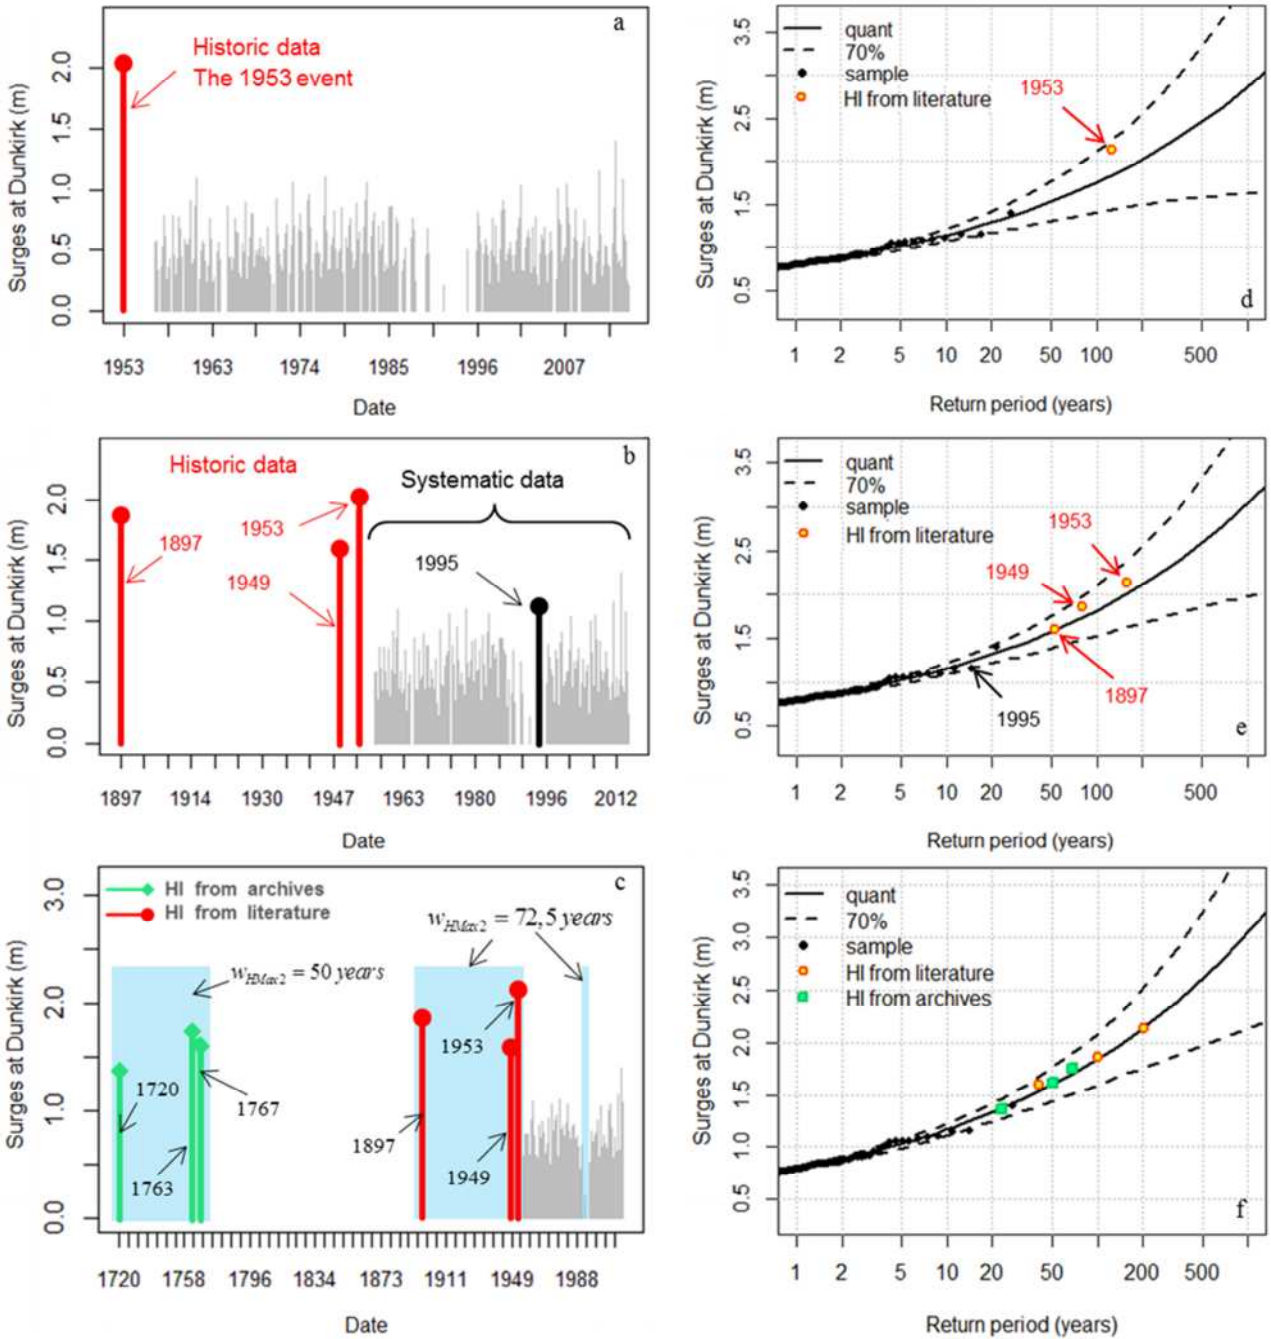 a
Historic data
The 1953 event
Surges at Dunkirk (m)
0.0 0.5 1.0 1.5 2.0
1953 1963 1974 1985 1996 2007
Date
quant
70%
sample
HI from literature
1953
d
Surges at Dunkirk (m)
0.5 1.5 2.5 3.5
1 2 5 10 20 50 100 500
Return period (years)
b
Historic data
Systematic data
1953
1897
1949
1995
Surges at Dunkirk (m)
0.0 0.5 1.0 1.5 2.0
1897 1914 1930 1947 1963 1980 1996 2012
Date
quant
70%
sample
HI from literature
1953
1949
1897
1995
e
Surges at Dunkirk (m)
0.5 1.5 2.5 3.5
1 2 5 10 20 50 100 500
Return period (years)
c
HI from archives
HI from literature
wHMax2 = 72,5 years
wHMax2 = 50 years
1953
1720
1767
1897
1949
1763
Surges at Dunkirk (m)
0.0 1.0 2.0 3.0
1720 1758 1796 1834 1873 1911 1949 1988
Date
quant
70%
sample
HI from literature
HI from archives
f
Surges at Dunkirk (m)
0.5 1.0 1.5 2.0 2.5 3.0 3.5
1 2 5 10 20 50 200 500
Return period (years)